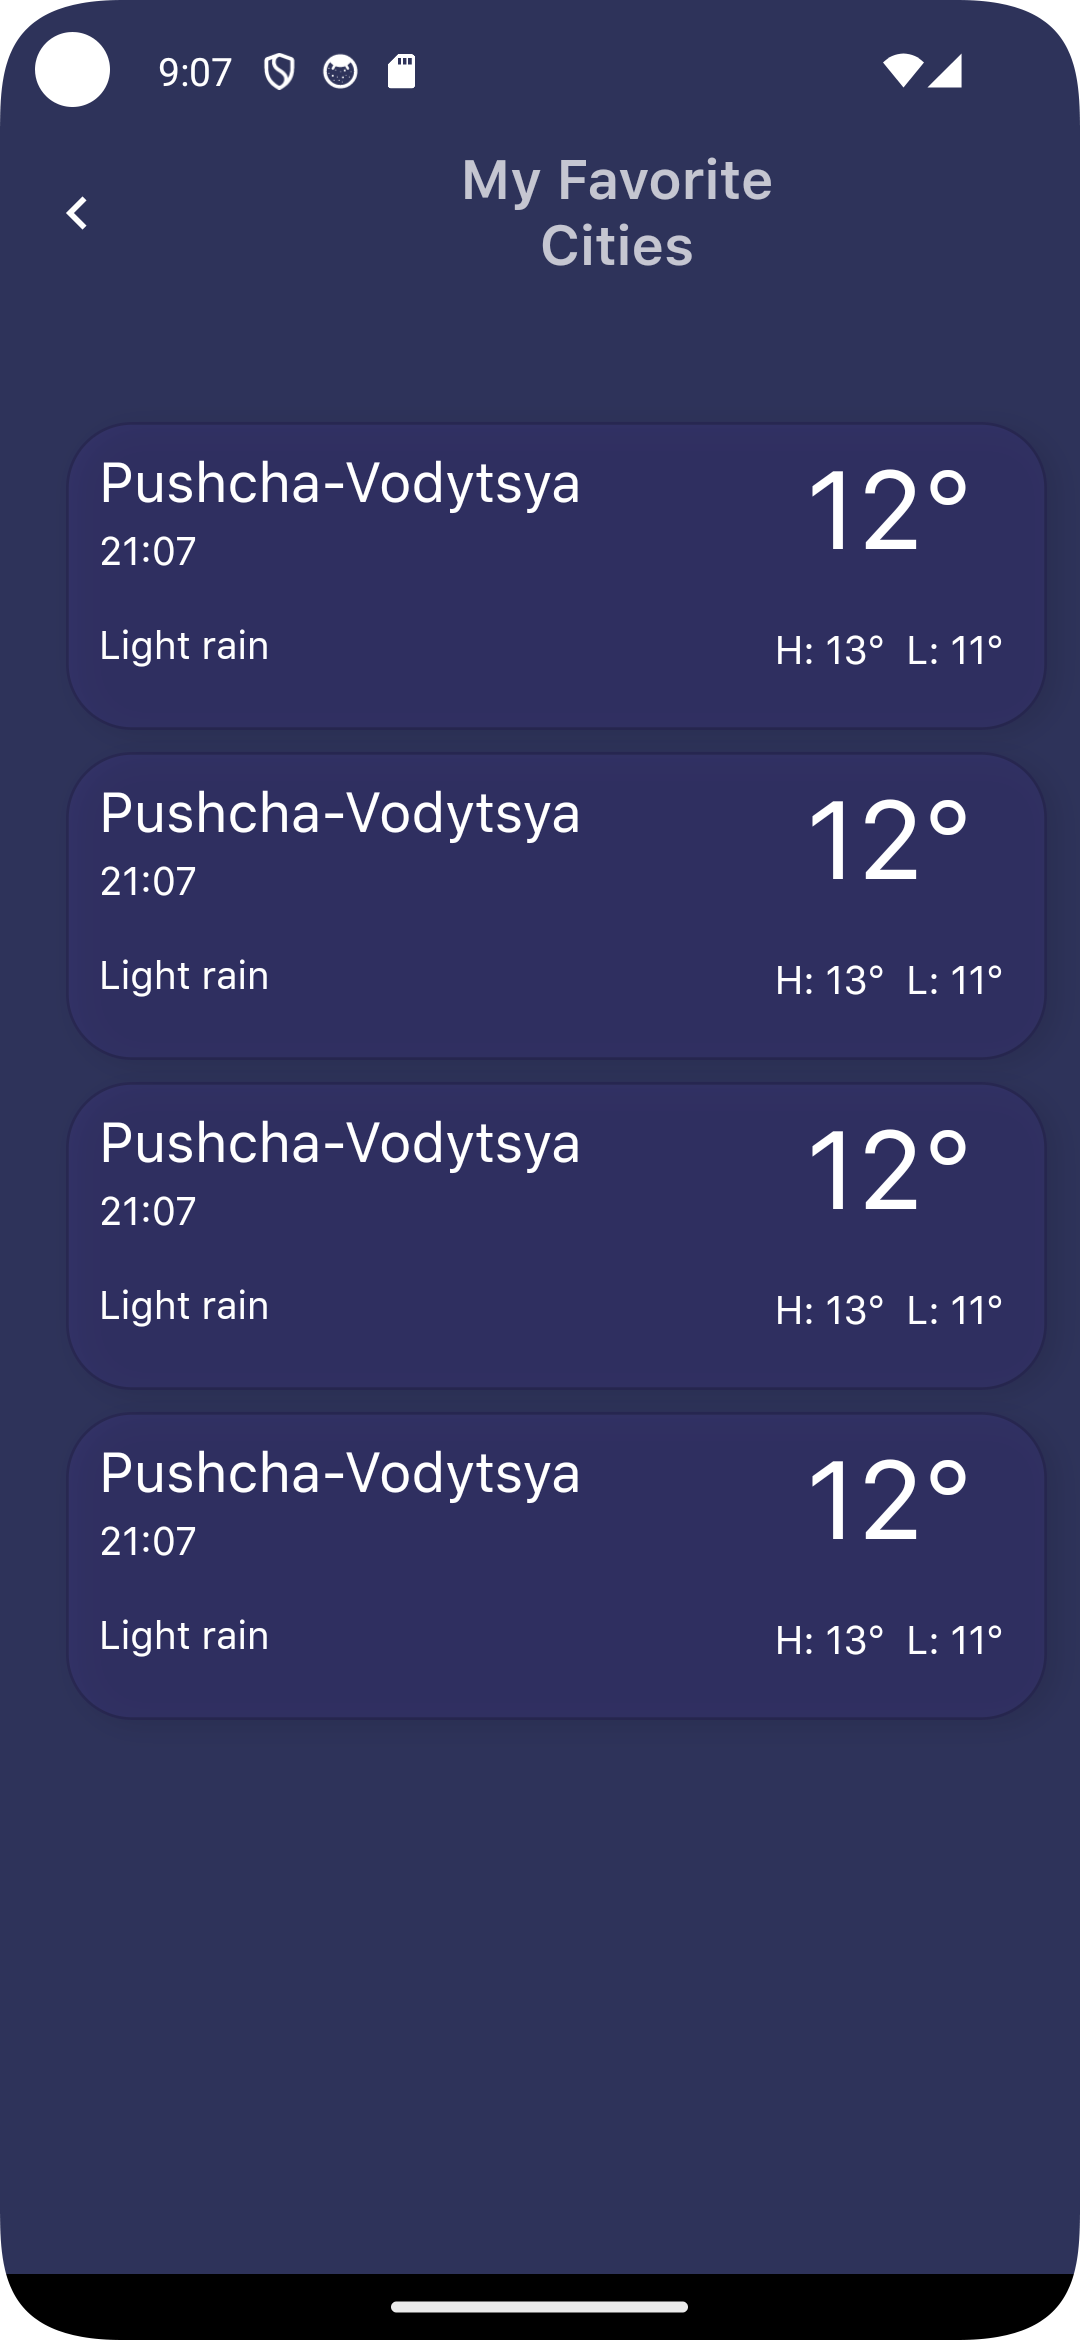 9:07
My Favorite
Cities
Pushcha-Vodytsya
12°
21:07
Light rain
H: 13° L: 11°
Pushcha-Vodytsya
12°
21:07
Light rain
H: 13° L: 11°
Pushcha-Vodytsya
12°
21:07
Light rain
H: 13° L: 11°
Pushcha-Vodytsya
12°
21:07
Light rain
H: 13° L: 11°